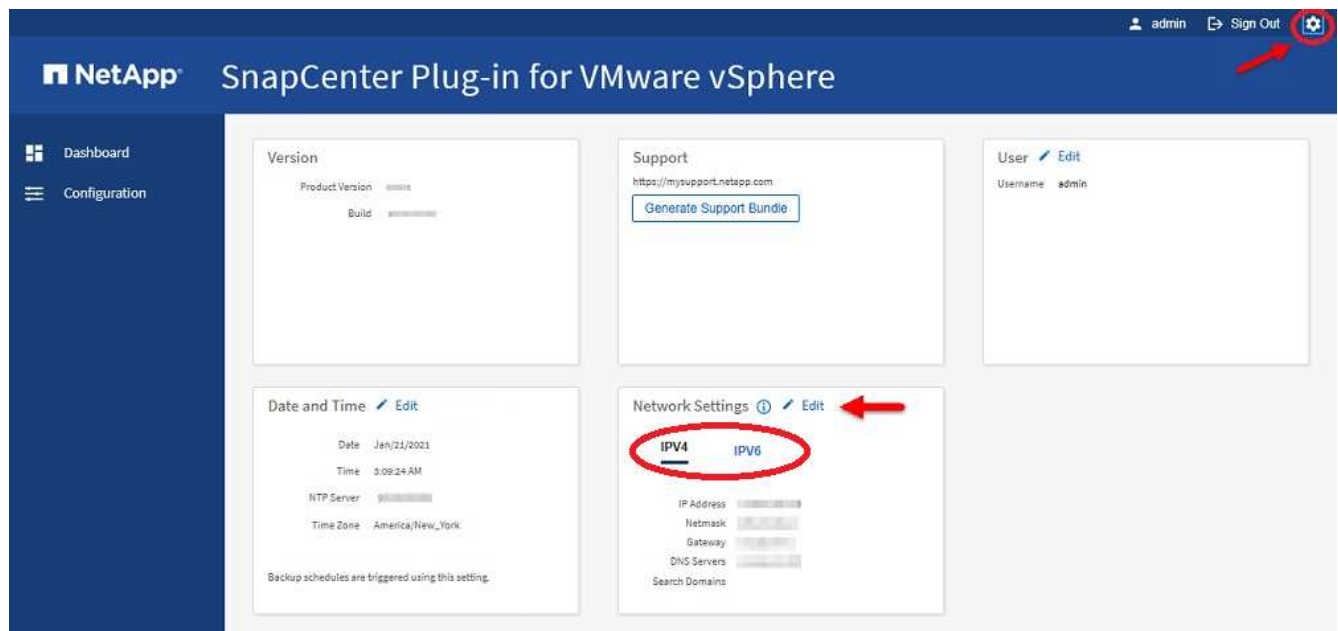 admin Sign Out
NetApp SnapCenter Plug-in for VMware vSphere
Dashboard
Configuration
Version
Product Version
Build
Support
https://mysupport.netapp.com
Generate Support Bundle
User Edit
Username admin
Date and Time Edit
Date Jan/21/2021
Time 3:09:24 AM
NTP Server
Time Zone America/New_York
Backup schedules are triggered using this setting.
Network Settings Edit
IPV4 IPV6
IP Address
Netmask
Gateway
DNS Servers
Search Domains